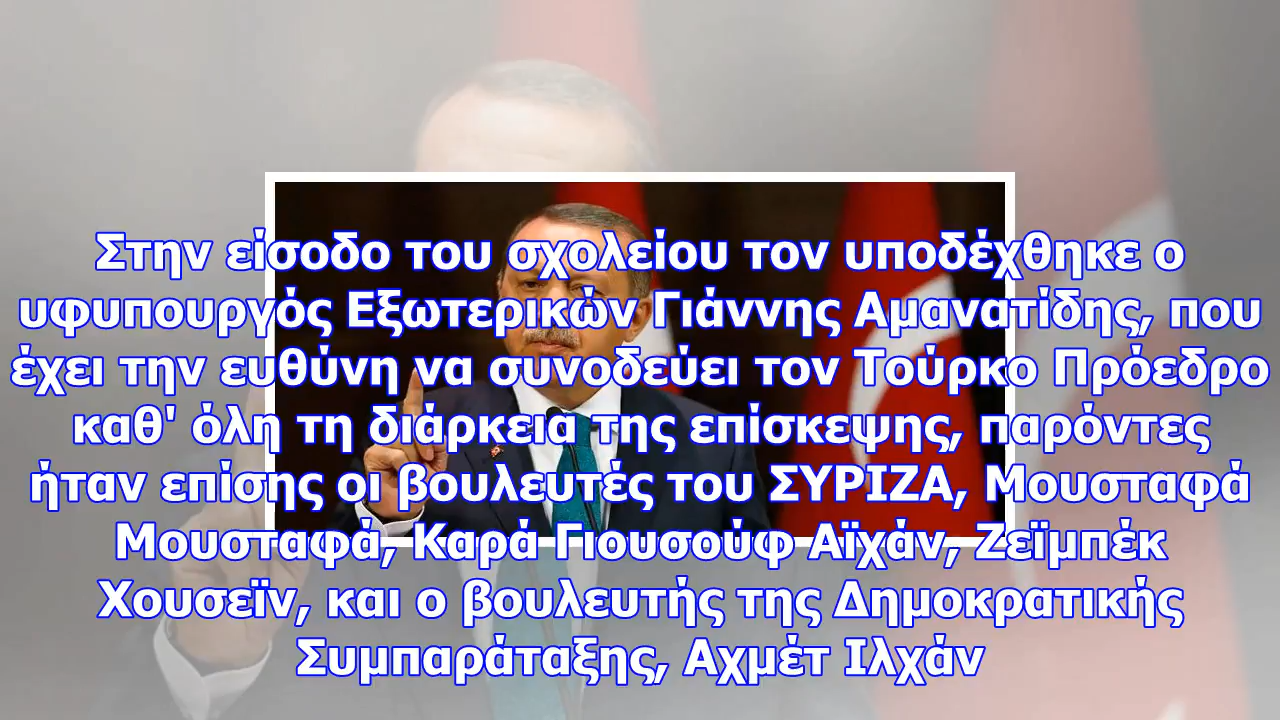 Στην είσοδο του σχολείου τον υποδέχθηκε ο
υφυπουργός Εξωτερικών Γιάννης Αμανατίδης, που
έχει την ευθύνη να συνοδεύει τον Τούρκο Πρόεδρο
καθ' όλη τη διάρκεια της επίσκεψης, παρόντες
ήταν επίσης οι βουλευτές του ΣΥΡΙΖΑ, Μουσταφά
Μουσταφά, Καρά Γιουσούφ Αϊχάν, Ζεϊμπέκ
Χουσεϊν, και ο βουλευτής της Δημοκρατικής
Συμπαράταξης, Αχμέτ Ιλχάν